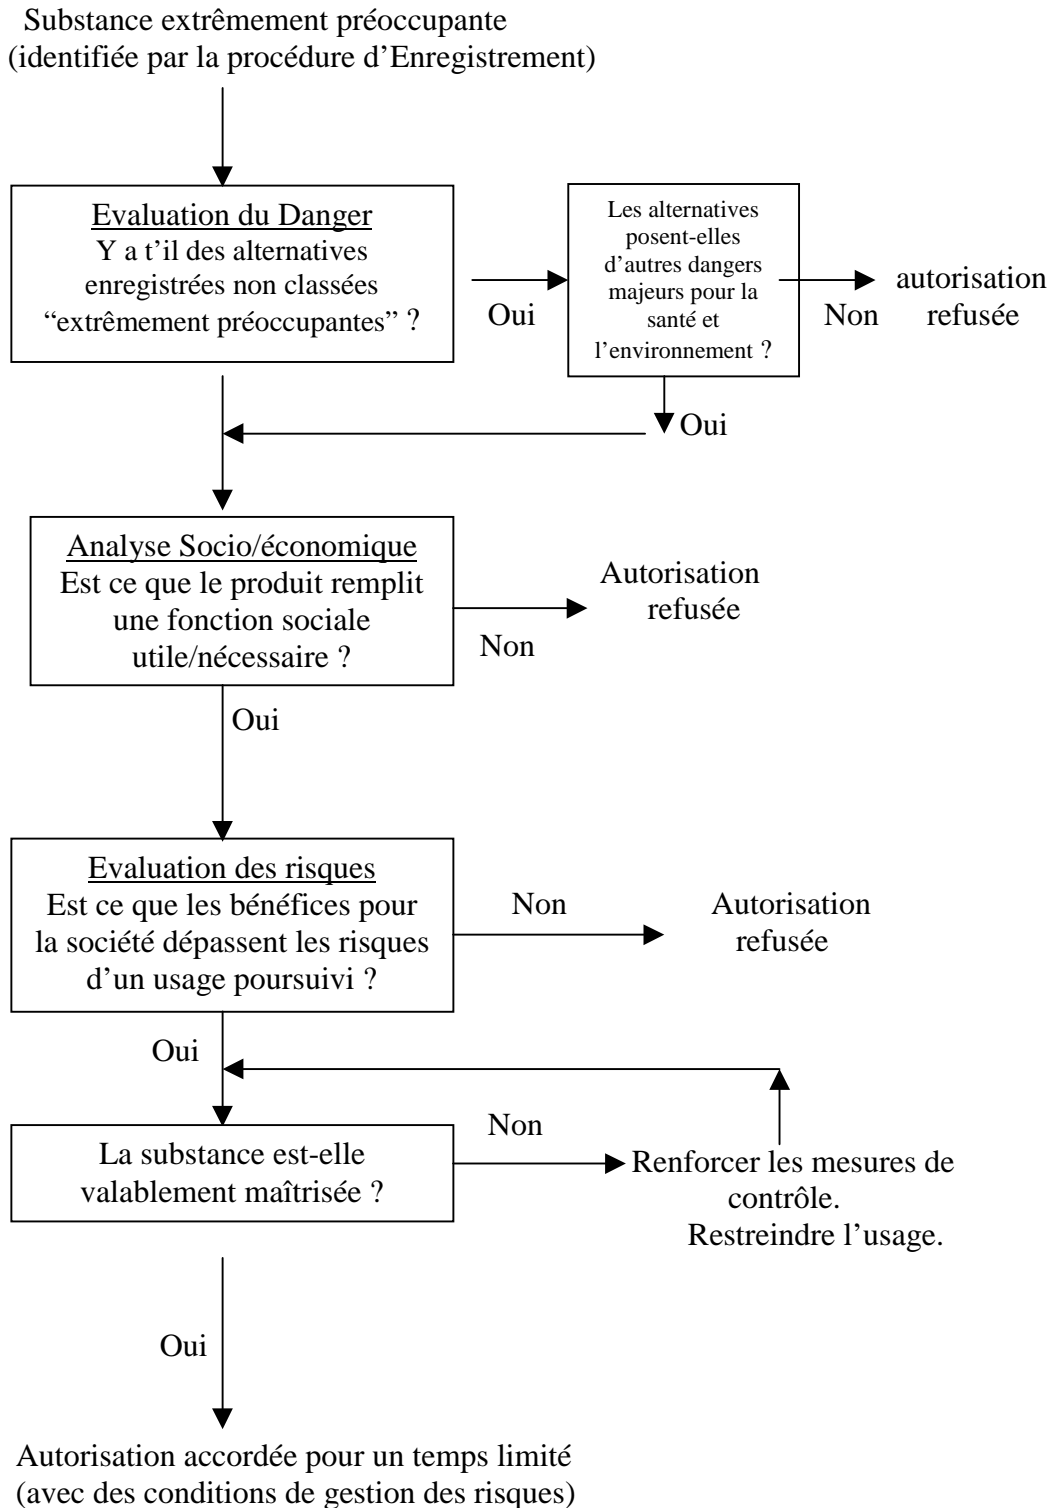 Substance extrêmement préoccupante
(identifiée par la procédure d’Enregistrement)
Evaluation du Danger
Y a t’il des alternatives
enregistrées non classées
“extrêmement préoccupantes” ?
Oui
Les alternatives
posent-elles
d’autres dangers
majeurs pour la
santé et
l’environnement ?
Non
autorisation
refusée
Oui
Analyse Socio/économique
Est ce que le produit remplit
une fonction sociale
utile/nécessaire ?
Non
Autorisation
refusée
Oui
Evaluation des risques
Est ce que les bénéfices pour
la société dépassent les risques
d’un usage poursuivi ?
Non
Autorisation
refusée
Oui
La substance est-elle
valablement maîtrisée ?
Non
Renforcer les mesures de
contrôle.
Restreindre l’usage.
Oui
Autorisation accordée pour un temps limité
(avec des conditions de gestion des risques)